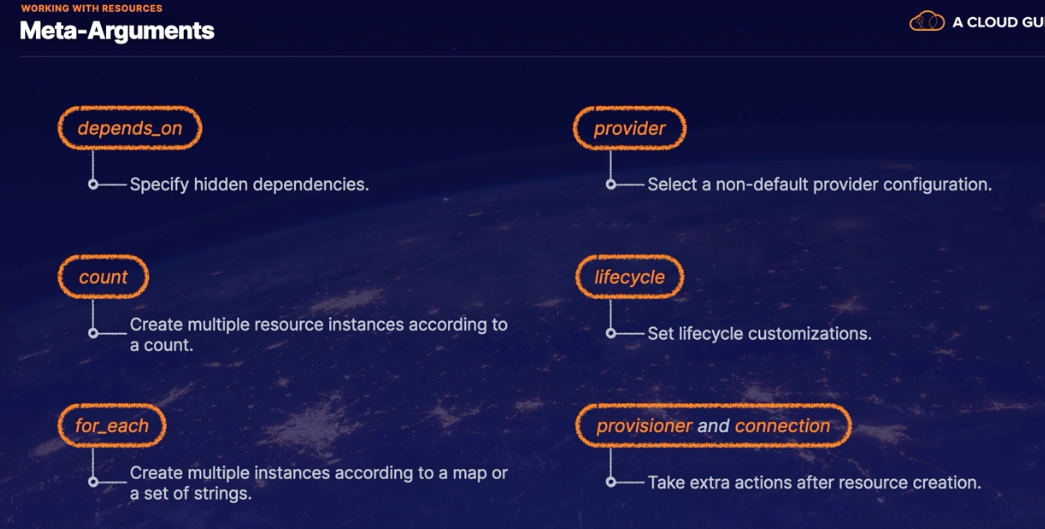 WORKING WITH RESOURCES
Meta-Arguments
A CLOUD GU
depends_on
Specify hidden dependencies.
provider
Select a non-default provider configuration.
count
Create multiple resource instances according to
a count.
lifecycle
Set lifecycle customizations.
for_each
Create multiple instances according to a map or
a set of strings.
provisioner and connection
Take extra actions after resource creation.